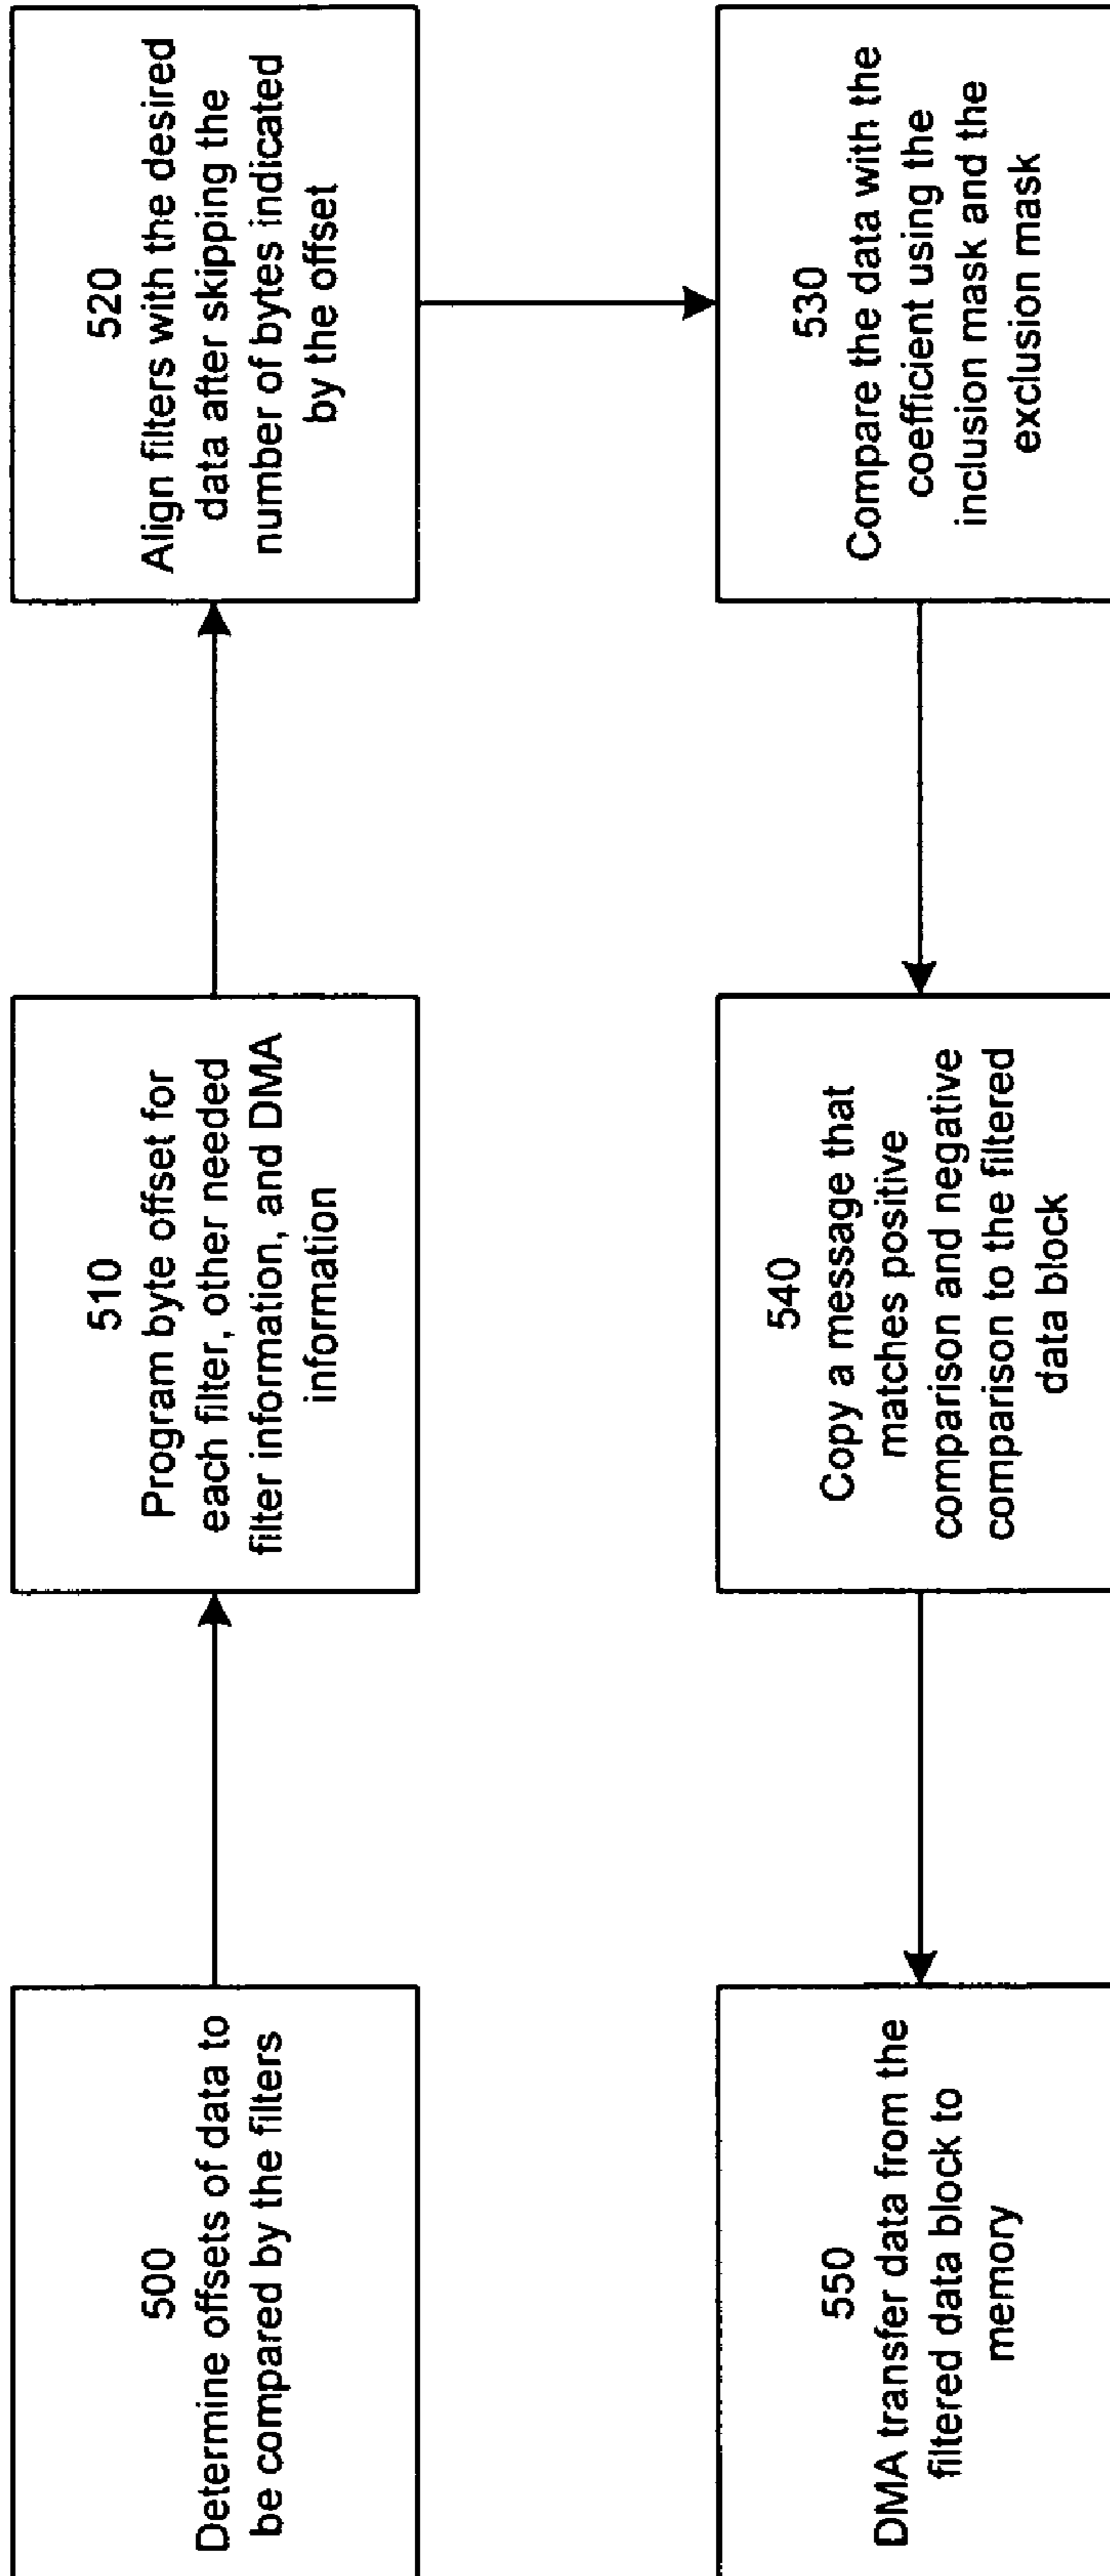 500
Determine offsets of data to
be compared by the filters
510
Program byte offset for
each filter, other needed
filter information, and DMA
information
520
Align filters with the desired
data after skipping the
number of bytes indicated
by the offset
530
Compare the data with the
coefficient using the
inclusion mask and the
exclusion mask
540
Copy a message that
matches positive
comparison and negative
comparison to the filtered
data block
550
DMA transfer data from the
filtered data block to
memory